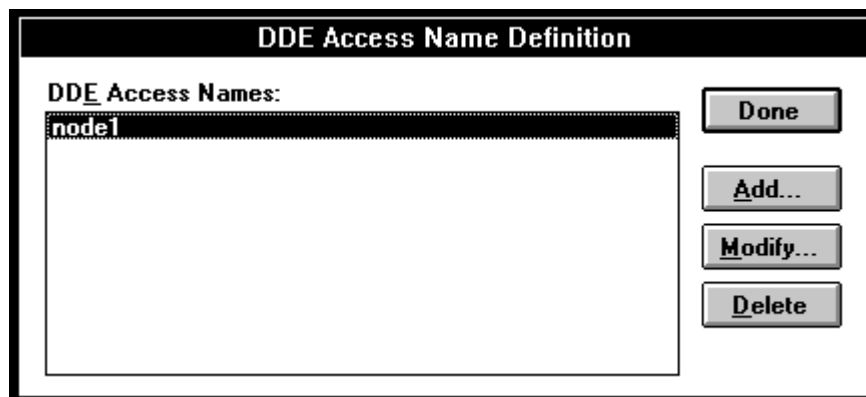 DDE Access Name Definition
DDE Access Names:
node1
Done
Add...
Modify...
Delete